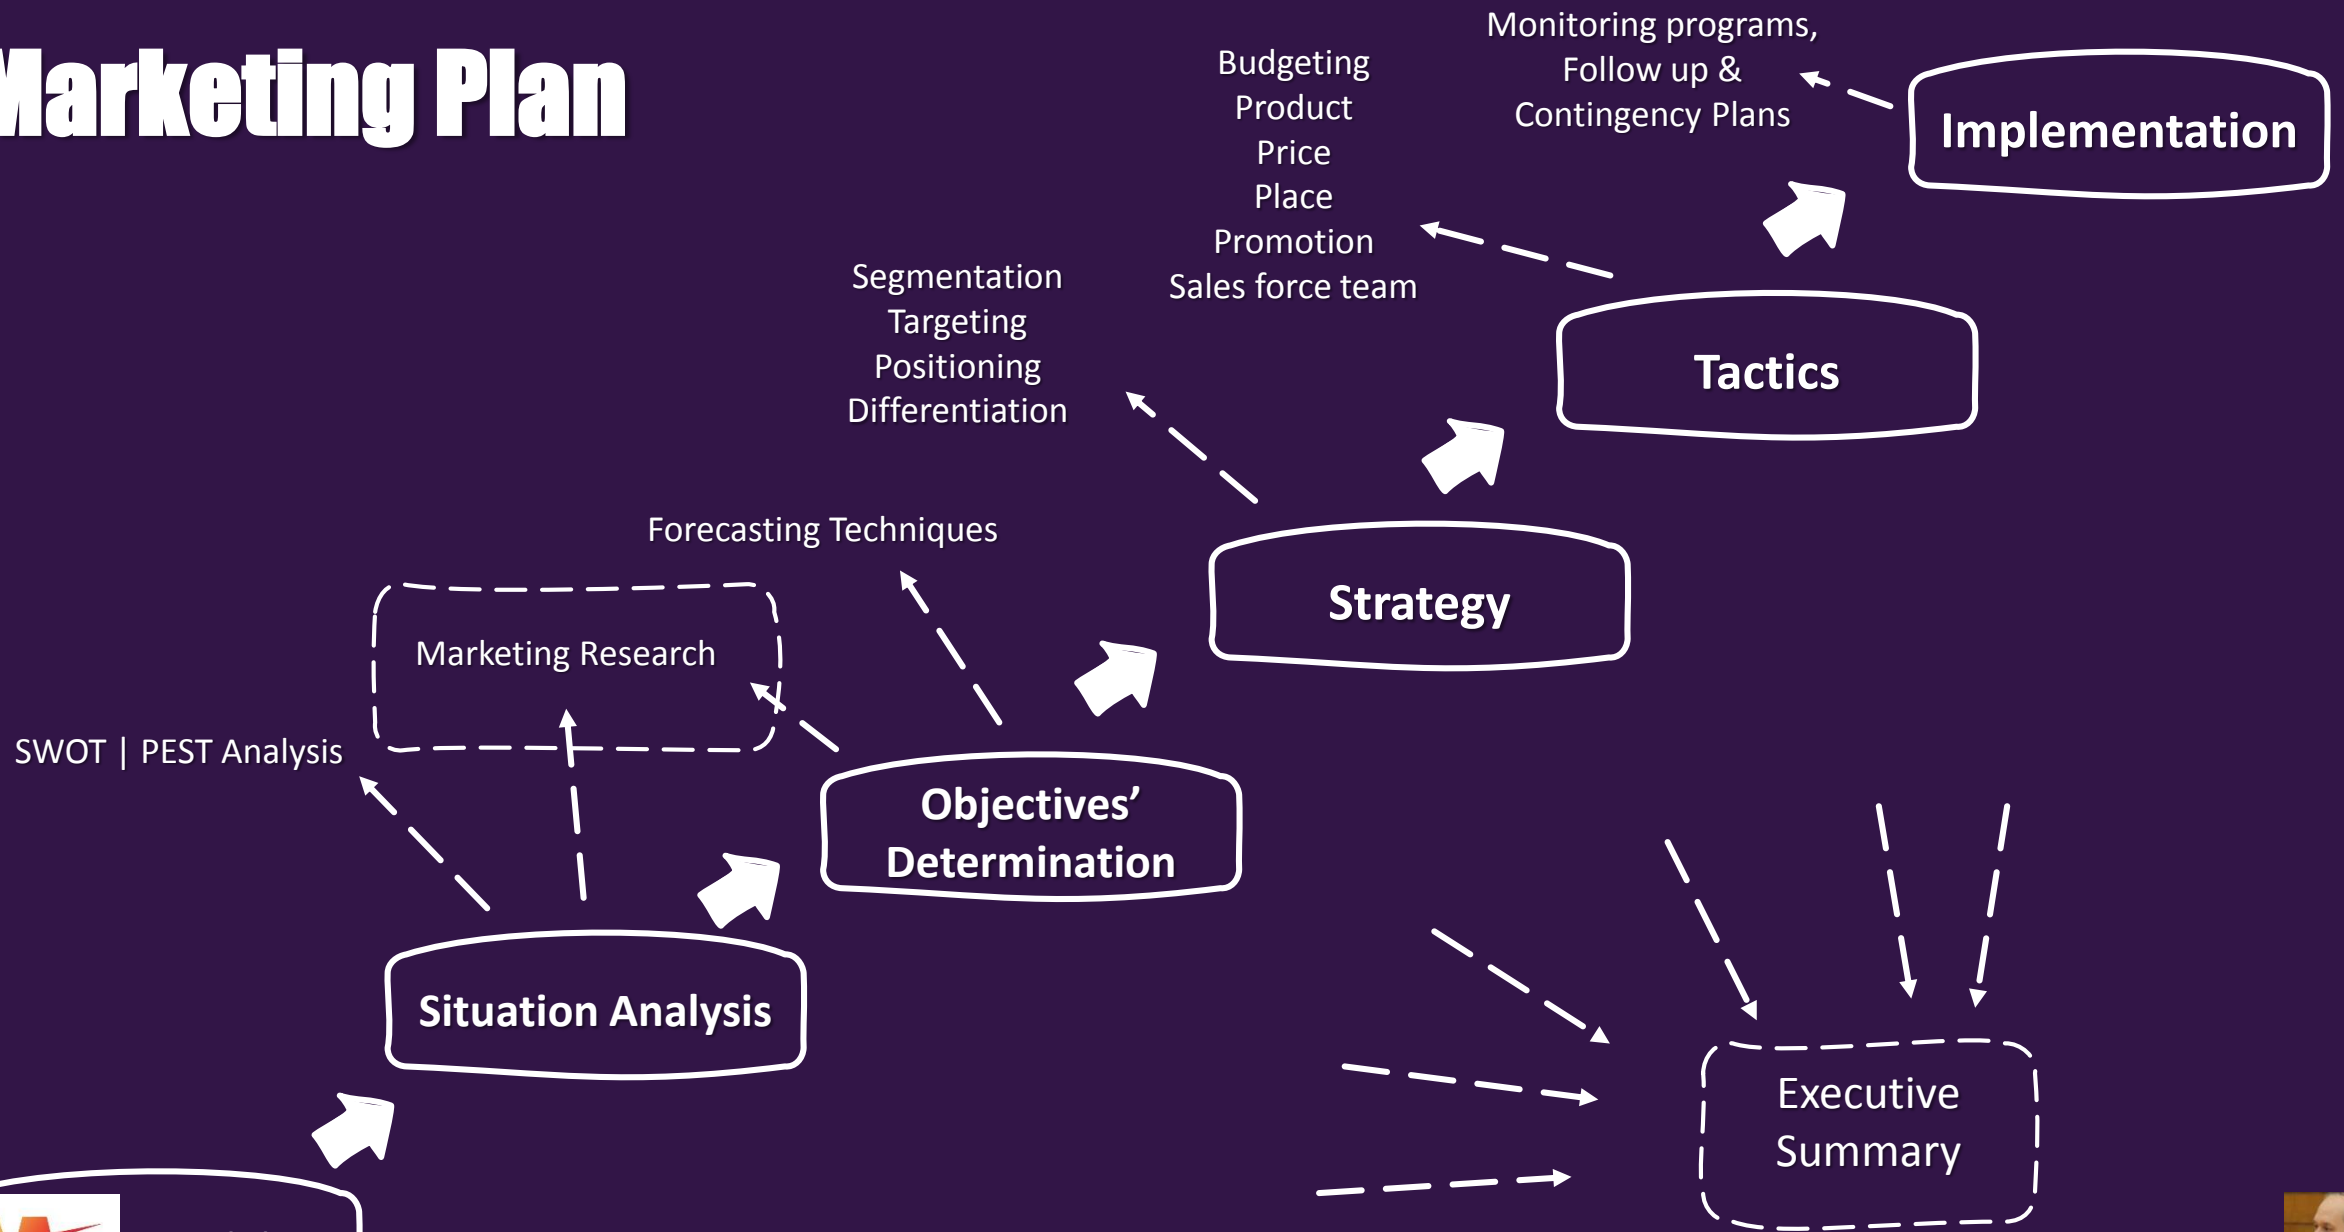 Marketing Plan
Monitoring programs,
Follow up &
Contingency Plans
Implementation
Budgeting
Product
Price
Place
Promotion
Sales force team
Tactics
Segmentation
Targeting
Positioning
Differentiation
Strategy
Forecasting Techniques
Marketing Research
SWOT | PEST Analysis
Objectives’
Determination
Situation Analysis
Executive
Summary